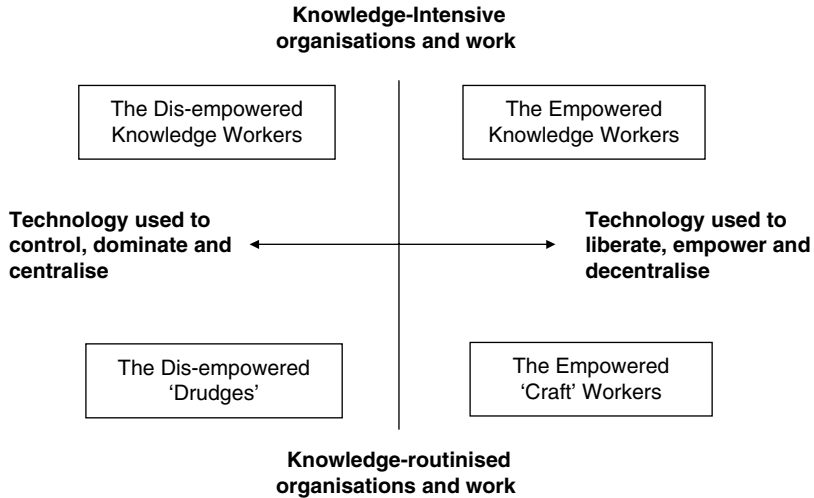 Knowledge-Intensive
organisations and work
The Dis-empowered
Knowledge Workers
The Empowered
Knowledge Workers
Technology used to
control, dominate and
centralise
Technology used to
liberate, empower and
decentralise
The Dis-empowered
‘Drudges’
The Empowered
‘Craft’ Workers
Knowledge-routinised
organisations and work